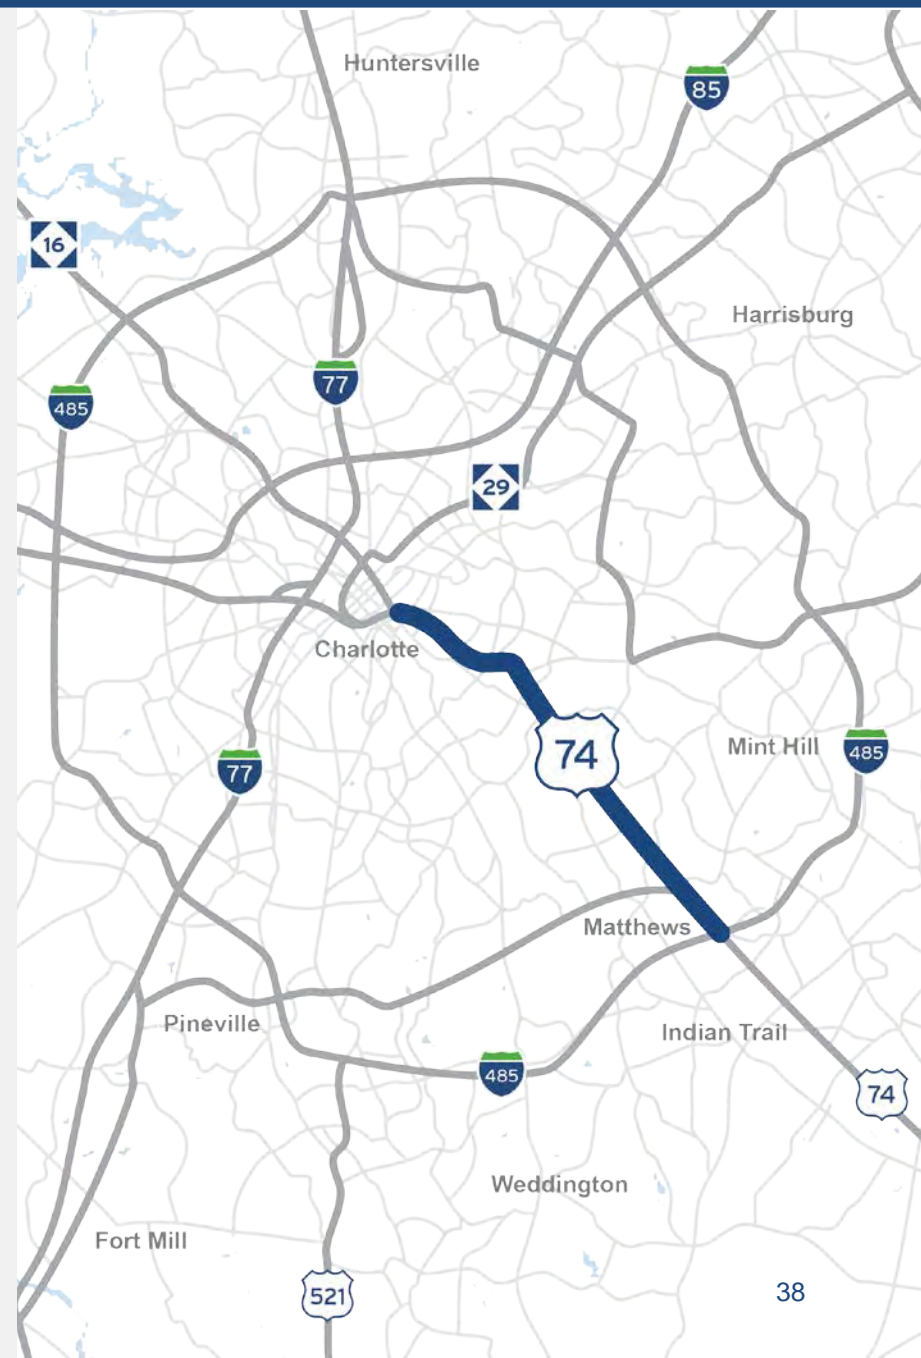 Huntersville
85
16
Harrisburg
77
485
29
Charlotte
74
Mint Hill
485
77
Matthews
Pineville
Indian Trail
485
74
Weddington
Fort Mill
521
38